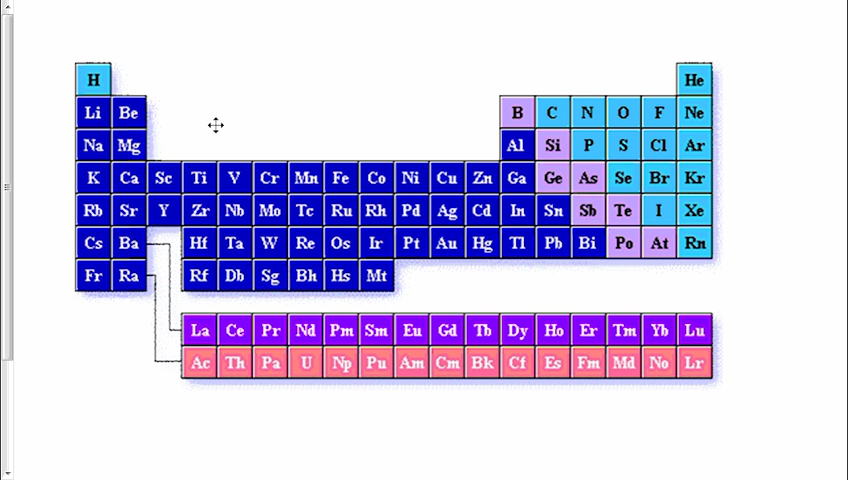 H He
Li Be B C N O F Ne
Na Mg Al Si P S Cl Ar
K Ca Sc Ti V Cr Mn Fe Co Ni Cu Zn Ga Ge As Se Br Kr
Rb Sr Y Zr Nb Mo Tc Ru Rh Pd Ag Cd In Sn Sb Te I Xe
Cs Ba Hf Ta W Re Os Ir Pt Au Hg Tl Pb Bi Po At Rn
Fr Ra Rf Db Sg Bh Hs Mt
La Ce Pr Nd Pm Sm Eu Gd Tb Dy Ho Er Tm Yb Lu
Ac Th Pa U Np Pu Am Cm Bk Cf Es Fm Md No Lr